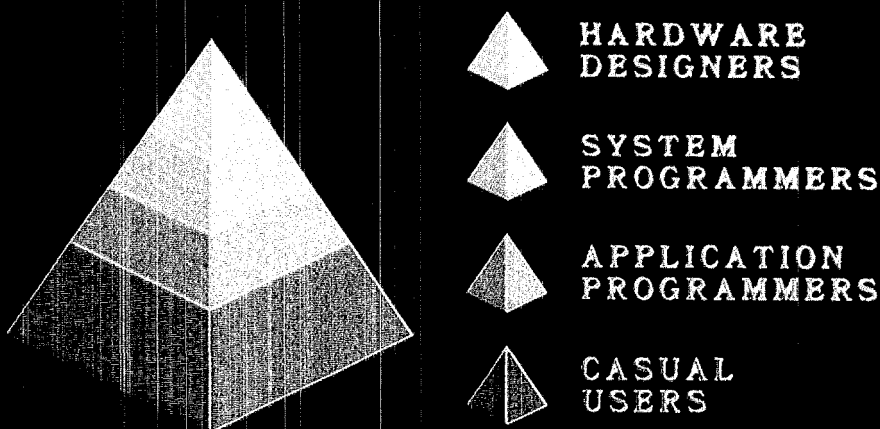 HARDWARE
DESIGNERS
SYSTEM
PROGRAMMERS
APPLICATION
PROGRAMMERS
CASUAL
USERS